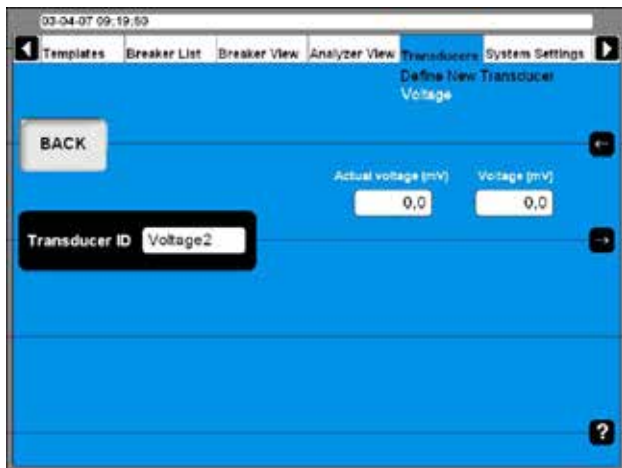 03-04-07 09:19:50
Templates Breaker List Breaker View Analyzer View Transducers System Settings
Define New Transducer
Voltage
BACK
Actual voltage (mV) Voltage (mV)
0,0 0,0
Transducer ID Voltage2
?